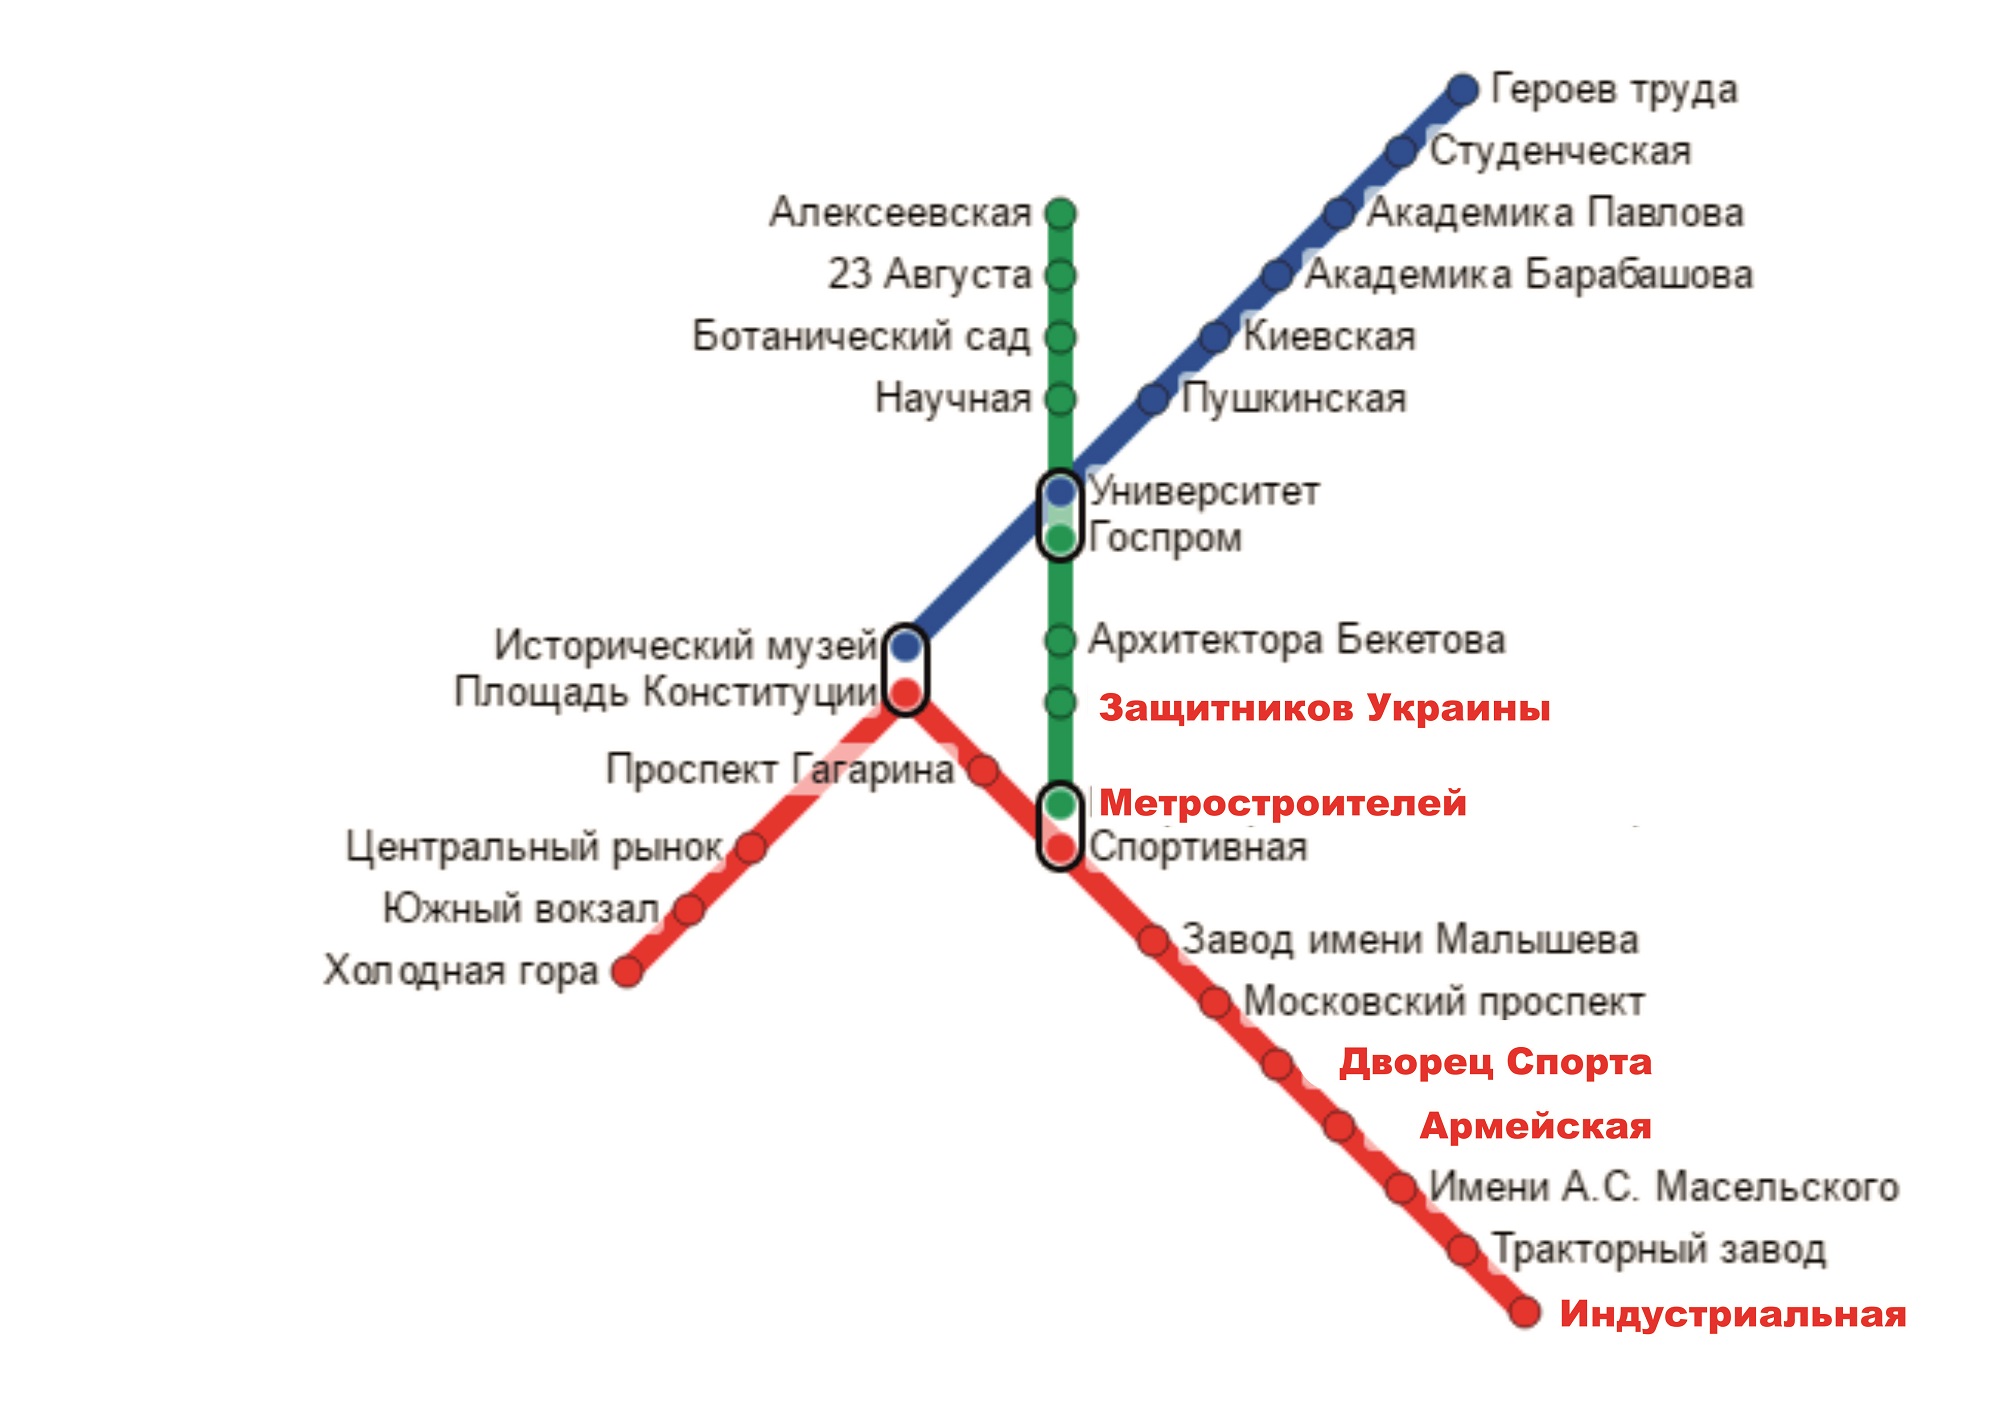 Героев труда
Студенческая
Академика Павлова
Академика Барабашова
Киевская
Пушкинская
Алексеевская
23 Августа
Ботанический сад
Научная
Университет
Госпром
Исторический музей
Площадь Конституции
Архитектора Бекетова
Защитников Украины
Проспект Гагарина
Метростроителей
Спортивная
Центральный рынок
Южный вокзал
Холодная гора
Завод имени Малышева
Московский проспект
Дворец Спорта
Армейская
Имени А.С. Масельского
Тракторный завод
Индустриальная